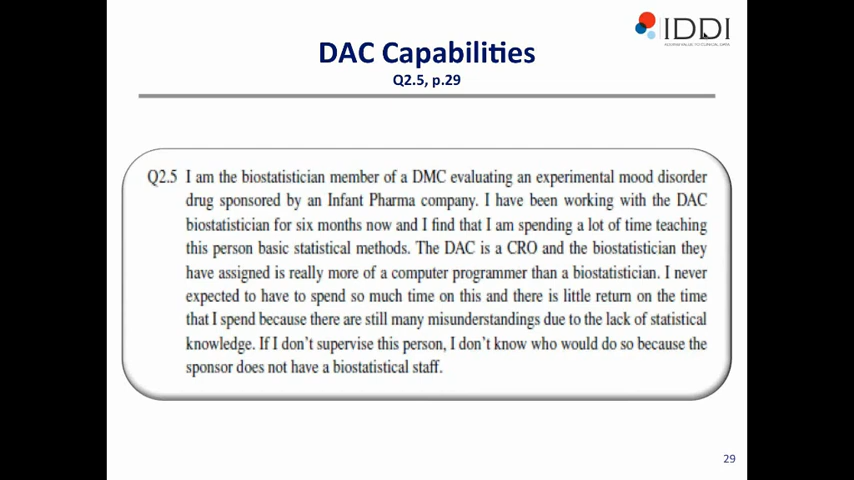 IDDI
DAC Capabilities
Q2.5, p.29
Q2.5 I am the biostatistician member of a DMC evaluating an experimental mood disorder
drug sponsored by an Infant Pharma company. I have been working with the DAC
biostatistician for six months now and I find that I am spending a lot of time teaching
this person basic statistical methods. The DAC is a CRO and the biostatistician they
have assigned is really more of a computer programmer than a biostatistician. I never
expected to have to spend so much time on this and there is little return on the time
that I spend because there are still many misunderstandings due to the lack of statistical
knowledge. If I don't supervise this person, I don't know who would do so because the
sponsor does not have a biostatistical staff.
29